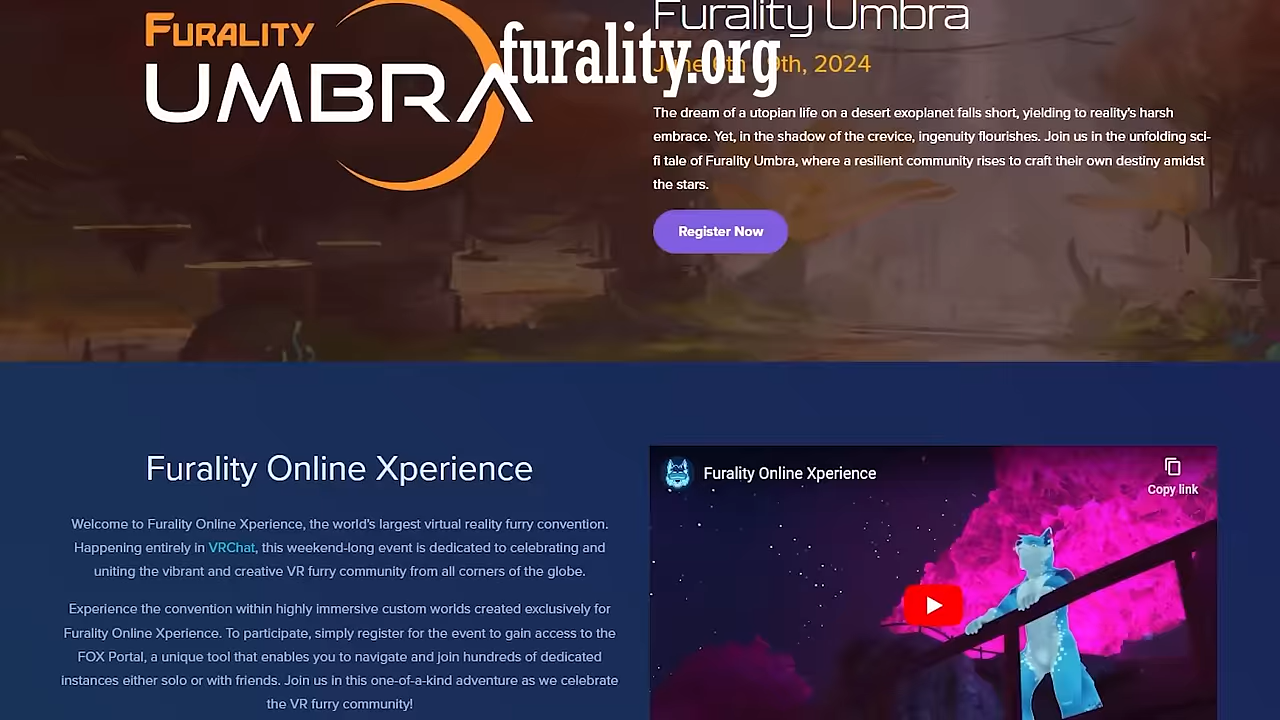 FURALITY
UMBRA
furality.org
Furality Umbra
June 6th - 9th, 2024
The dream of a utopian life on a desert exoplanet falls short, yielding to reality's harsh
embrace. Yet, in the shadow of the crevice, ingenuity flourishes. Join us in the unfolding sci-
fi tale of Furality Umbra, where a resilient community rises to craft their own destiny amidst
the stars.
Register Now
Furality Online Xperience
Welcome to Furality Online Xperience, the world's largest virtual reality furry convention.
Happening entirely in VRChat, this weekend-long event is dedicated to celebrating and
uniting the vibrant and creative VR furry community from all corners of the globe.
Experience the convention within highly immersive custom worlds created exclusively for
Furality Online Xperience. To participate, simply register for the event to gain access to the
FOX Portal, a unique tool that enables you to navigate and join hundreds of dedicated
instances either solo or with friends. Join us in this one-of-a-kind adventure as we celebrate
the VR furry community!
Furality Online Xperience
Copy link